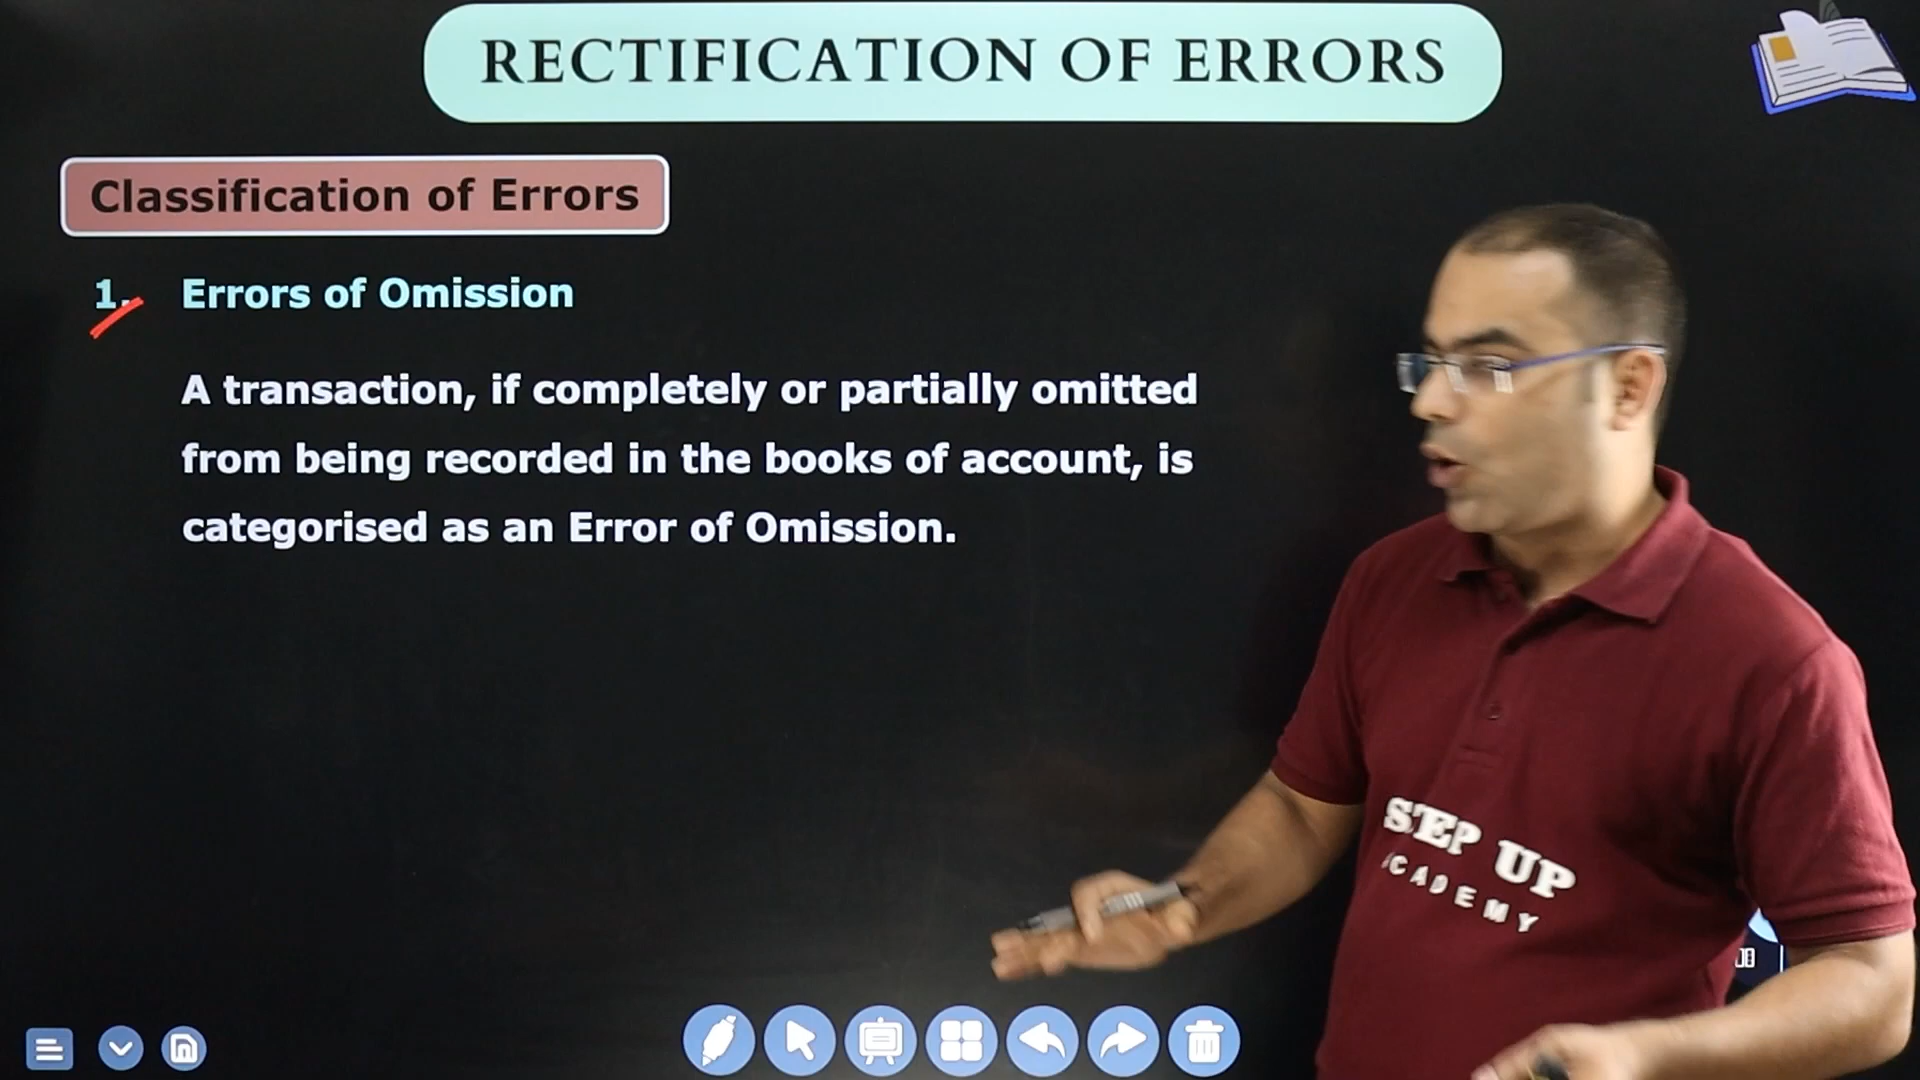 RECTIFICATION OF ERRORS
Classification of Errors
1. Errors of Omission
A transaction, if completely or partially omitted
from being recorded in the books of account, is
categorised as an Error of Omission.
STEP UP
ACADEMY